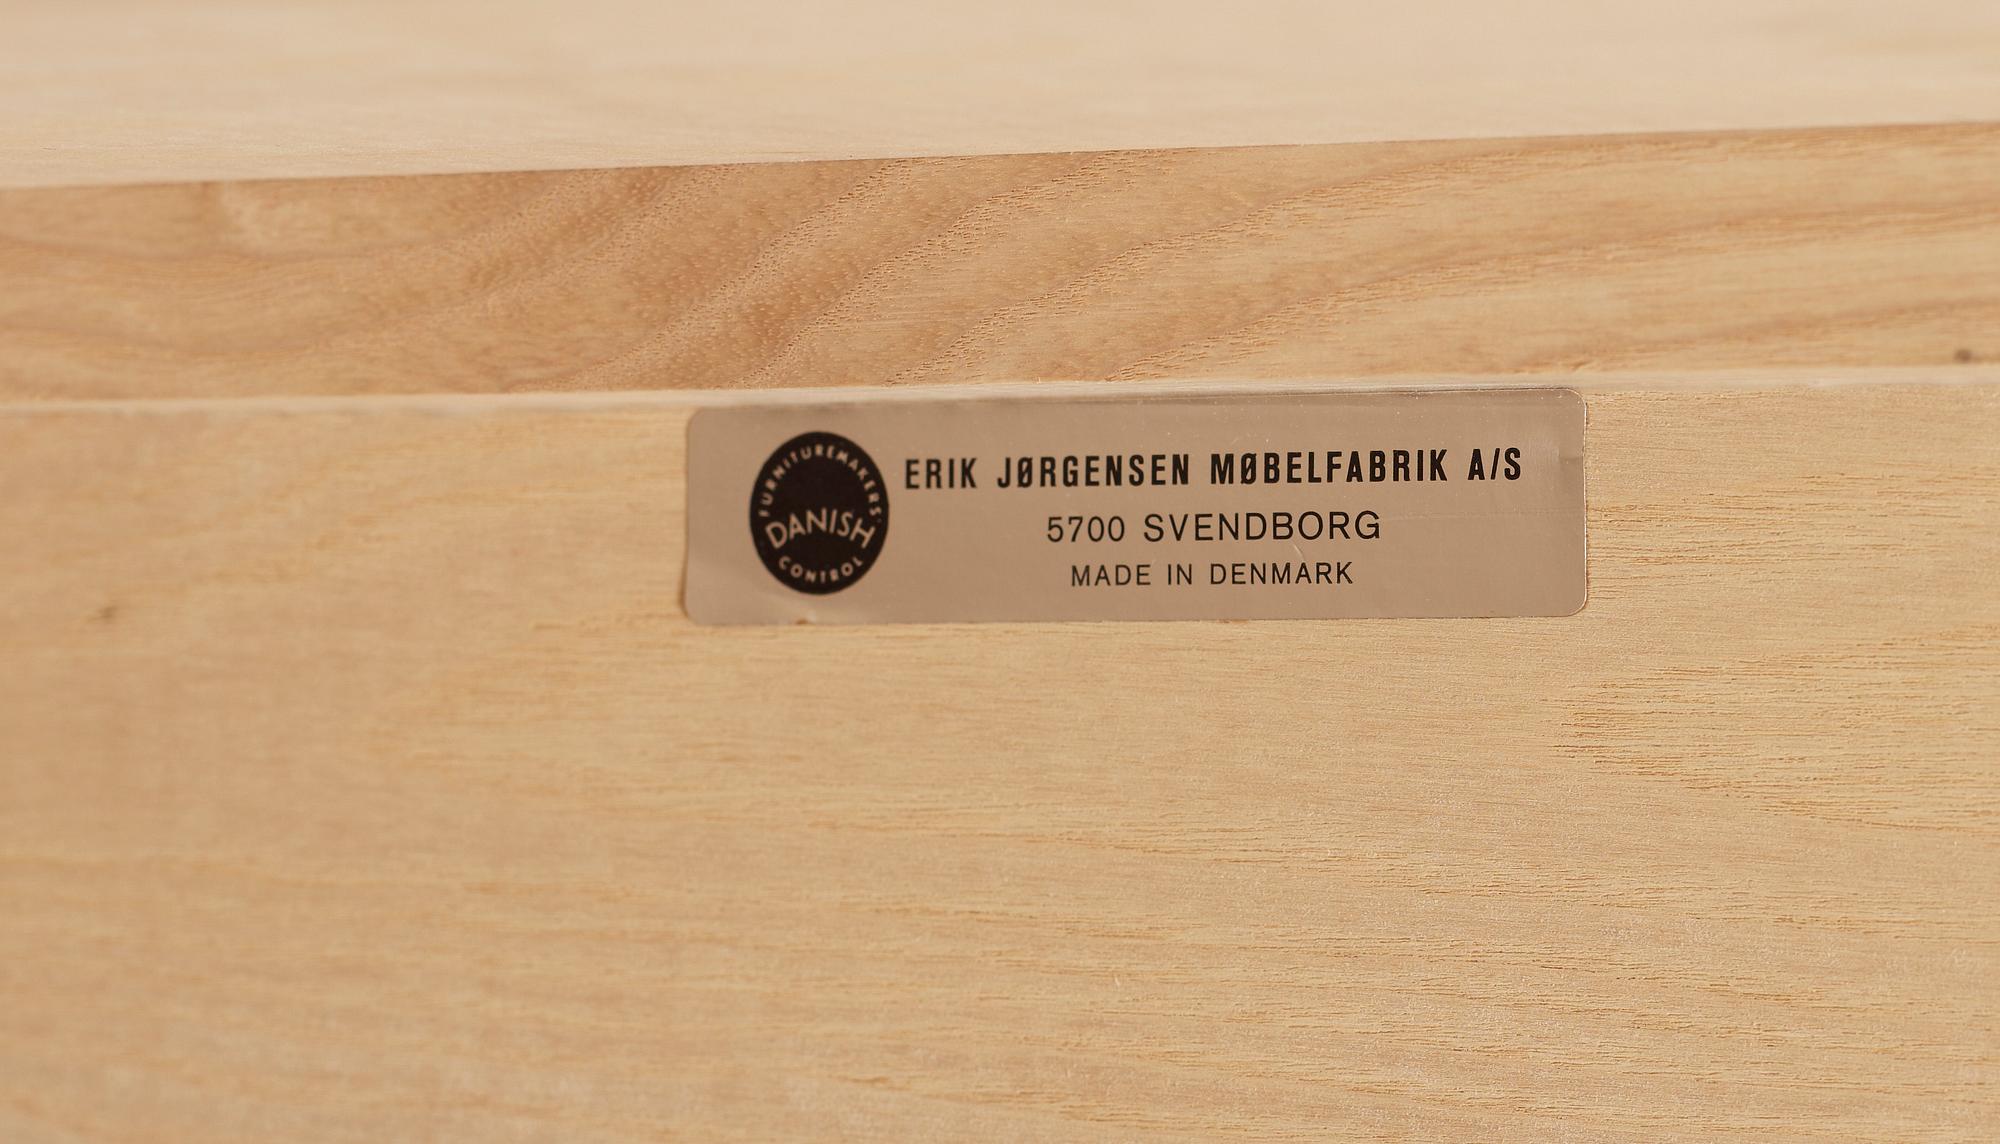 FURNITUREMAKERS'
DANISH
CONTROL
ERIK JØRGENSEN MØBELFABRIK A/S
5700 SVENDBORG
MADE IN DENMARK